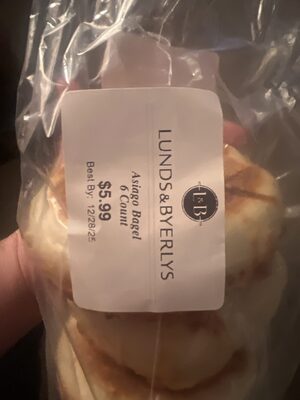 L&B
LUNDS&BYERLYS
Asiago Bagel
6 Count
$5.99
Best By: 12/28/25